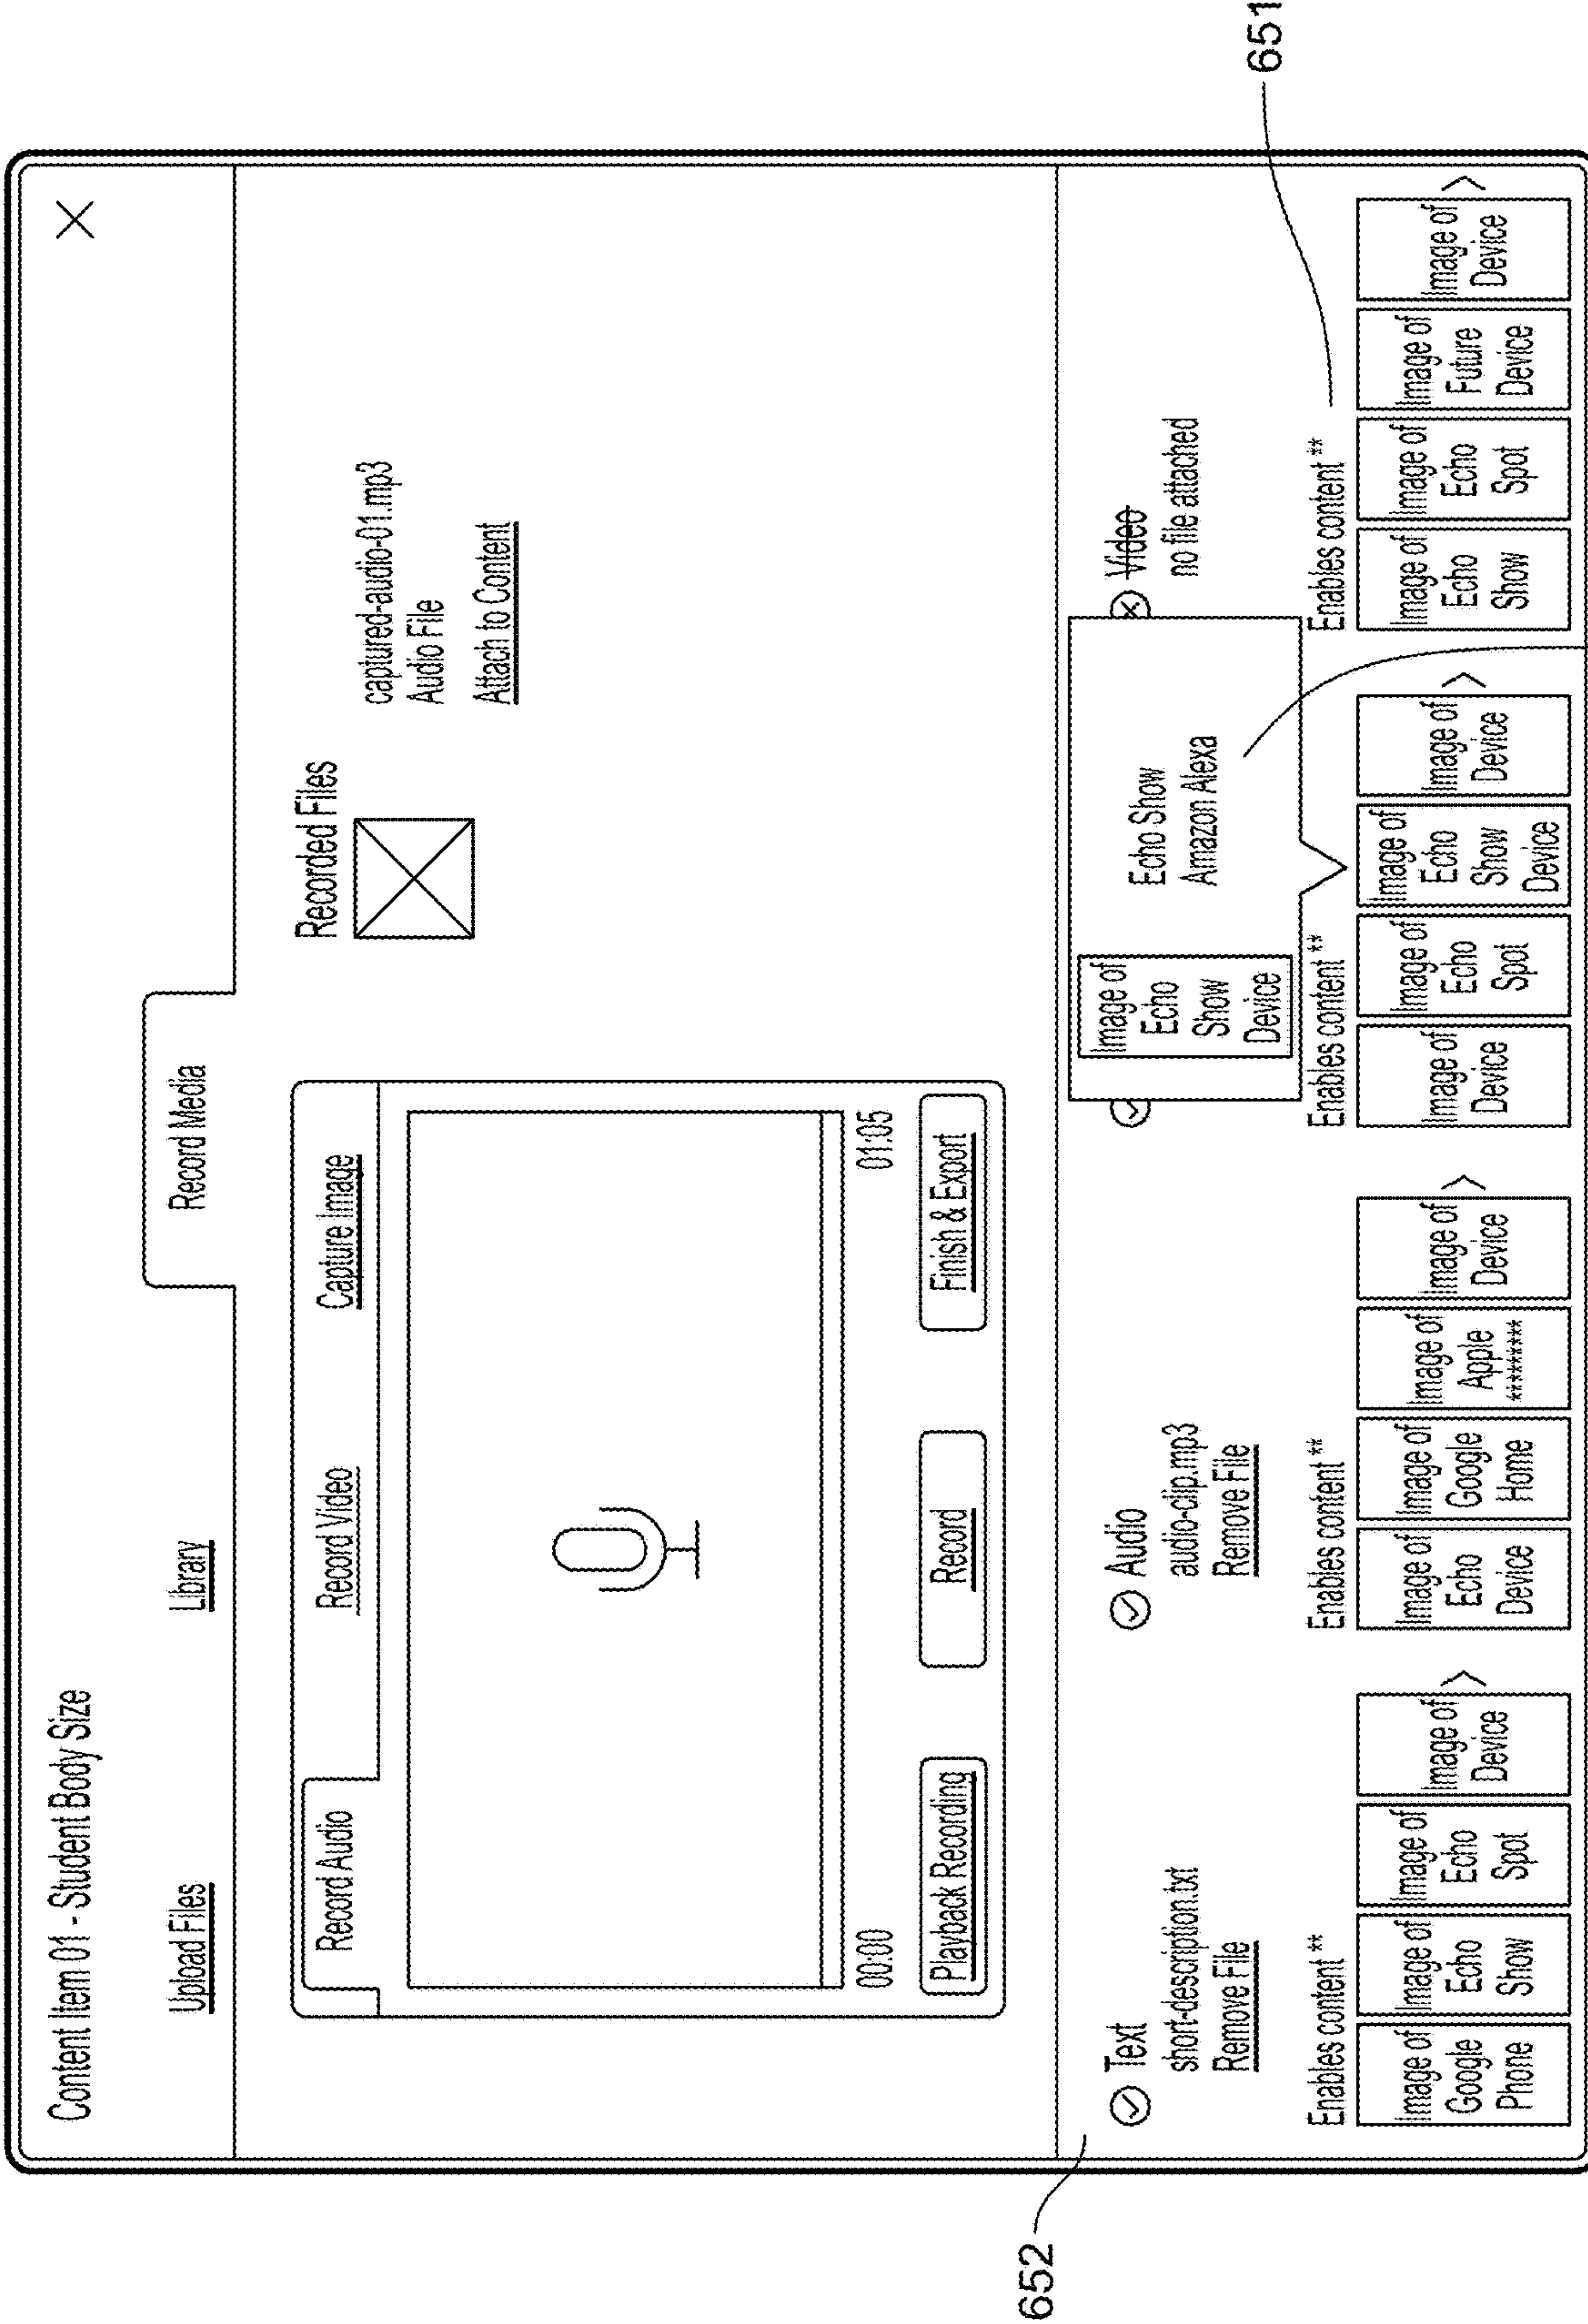 Content Item 01 - Student Body Size
Upload Files
Library
Record Media
Record Audio
Record Video
Capture Image
00:00
01:05
Playback Recording
Record
Finish & Export
Recorded Files
captured-audio-01.mp3
Audio File
Attach to Content
652
Text
short-description.txt
Remove File
Enables content**
Image of
Google
Phone
Image of
Echo
Show
Image of
Echo
Spot
Image of
Device
Audio
audio-clip.mp3
Remove File
Enables content**
Image of
Echo
Device
Image of
Google
Home
Image of
Apple
*********
Image of
Device
Image of
Echo
Show
Device
Echo Show
Amazon Alexa
Enables content**
Image of
Device
Image of
Echo
Spot
Image of
Echo
Show
Device
Image of
Device
Video
no file attached
Enables content**
Image of
Echo
Show
Image of
Echo
Spot
Image of
Future
Device
Image of
Device
651